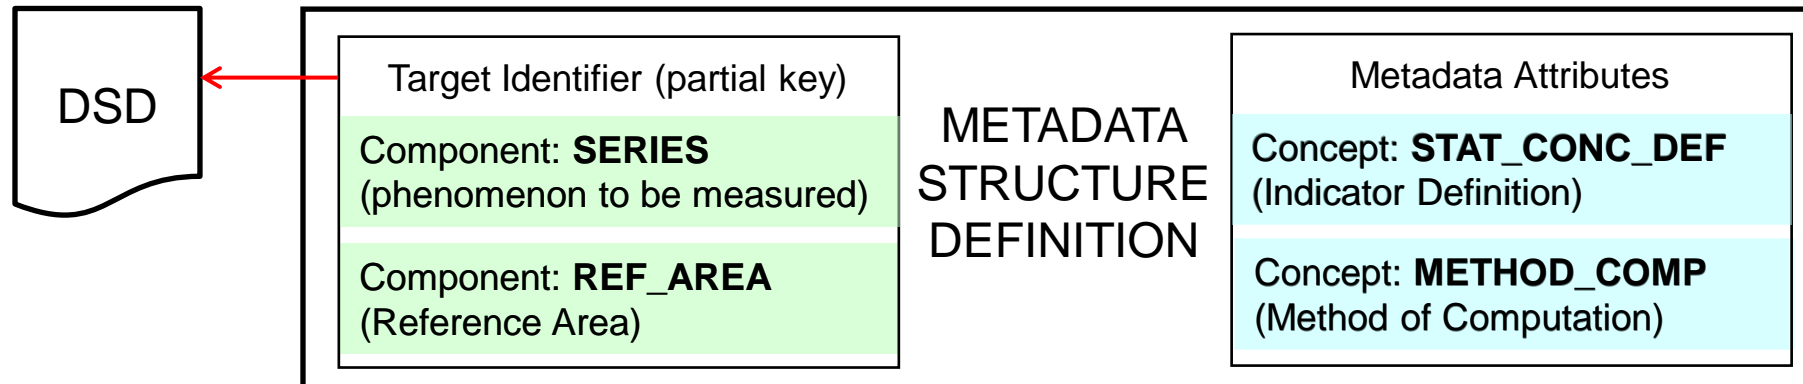 DSD
Target Identifier (partial key)
Component: SERIES
(phenomenon to be measured)
Component: REF_AREA
(Reference Area)
METADATA
STRUCTURE
DEFINITION
Metadata Attributes
Concept: STAT_CONC_DEF
(Indicator Definition)
Concept: METHOD_COMP
(Method of Computation)